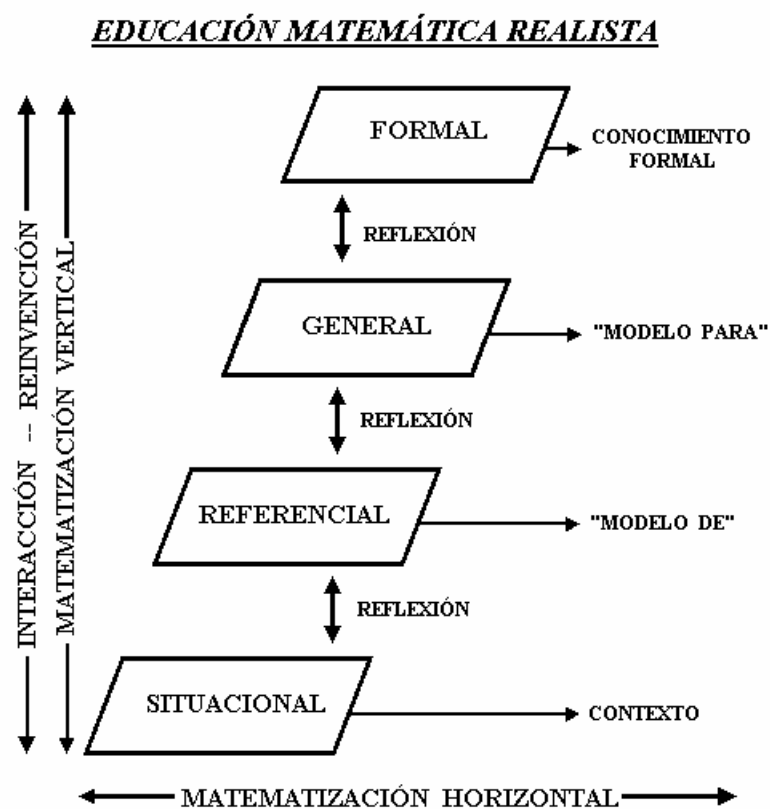 EDUCACIÓN MATEMÁTICA REALISTA
FORMAL
CONOCIMIENTO
FORMAL
REFLEXIÓN
GENERAL
"MODELO PARA"
REFLEXIÓN
REFERENCIAL
"MODELO DE"
REFLEXIÓN
SITUACIONAL
CONTEXTO
INTERACCIÓN -- REINVENCIÓN
MATEMATIZACIÓN VERTICAL
MATEMATIZACIÓN HORIZONTAL